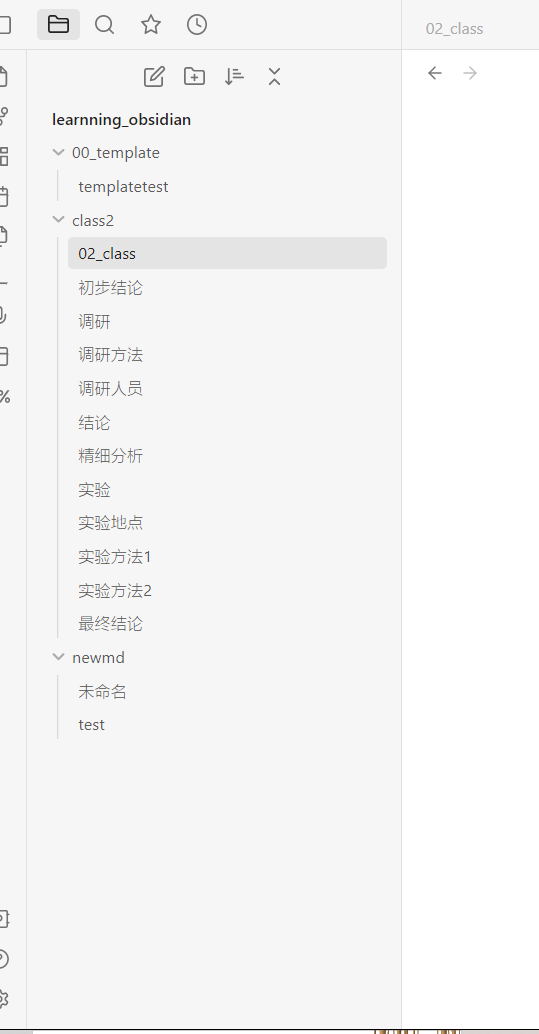 02_class
learnning_obsidian
00_template
templatetest
class2
02_class
初步结论
调研
调研方法
调研人员
结论
精细分析
实验
实验地点
实验方法1
实验方法2
最终结论
newmd
未命名
test